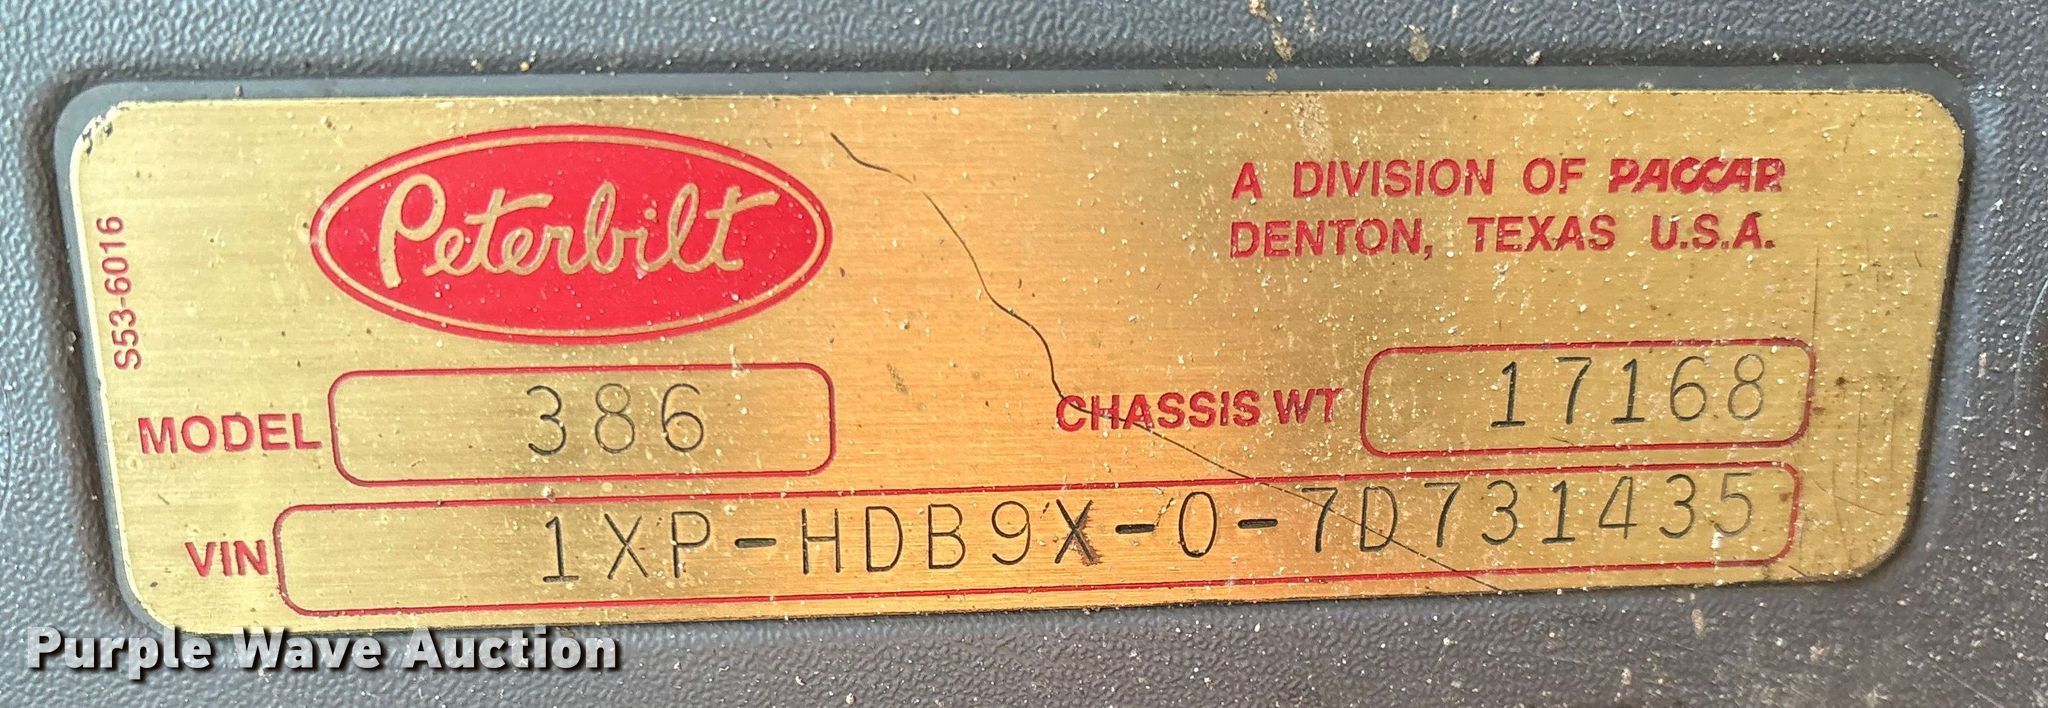 Peterbilt
A DIVISION OF PACCAR
DENTON, TEXAS U.S.A.
S53-6016
MODEL 386
CHASSIS WT 17168
VIN 1XP-HDB9X-0-7D731435
Purple Wave Auction